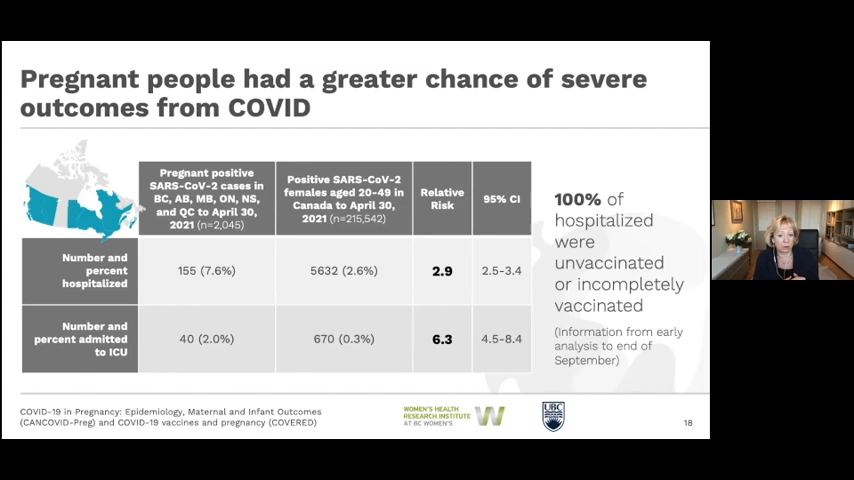 Pregnant people had a greater chance of severe
outcomes from COVID
Pregnant positive
SARS-CoV-2 cases in
BC, AB, MB, ON, NS,
and QC to April 30,
2021 (n=2,045)
Positive SARS-CoV-2
females aged 20-49 in
Canada to April 30,
2021 (n=215,542)
Relative
Risk
95% CI
Number and
percent
hospitalized
155 (7.6%)
5632 (2.6%)
2.9
2.5-3.4
Number and
percent admitted
to ICU
40 (2.0%)
670 (0.3%)
6.3
4.5-8.4
100% of
hospitalized
were
unvaccinated
or incompletely
vaccinated
(Information from early
analysis to end of
September)
COVID-19 in Pregnancy: Epidemiology, Maternal and Infant Outcomes
(CANCOVID-Preg) and COVID-19 vaccines and pregnancy (COVERED)
WOMEN'S HEALTH
RESEARCH INSTITUTE
AT BC WOMEN'S
W
UBC
18